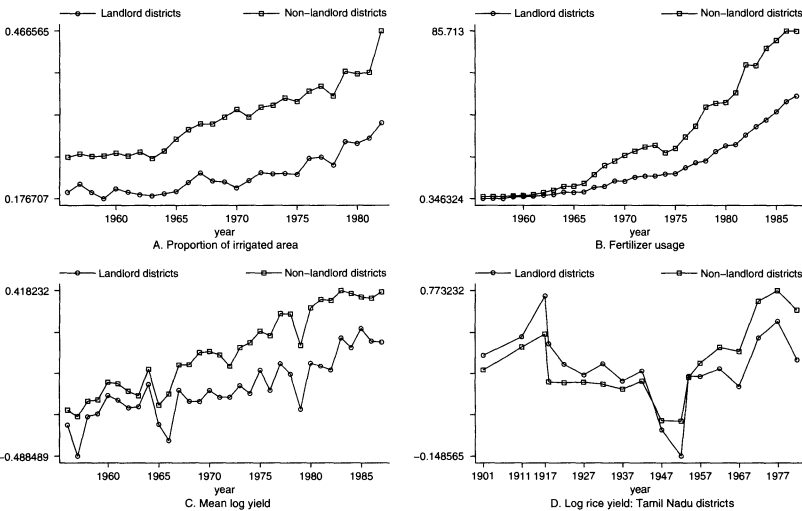 Landlord districts Non-landlord districts
0.466565
0.176707
1960 1965 1970 1975 1980
year
A. Proportion of irrigated area
Landlord districts Non-landlord districts
85.713
0.346324
1960 1965 1970 1975 1980 1985
year
B. Fertilizer usage
Landlord districts Non-landlord districts
0.418232
-0.488489
1960 1965 1970 1975 1980 1985
year
C. Mean log yield
Landlord districts Non-landlord districts
0.773232
-0.148565
1901 1911 1917 1927 1937 1947 1957 1967 1977
year
D. Log rice yield: Tamil Nadu districts